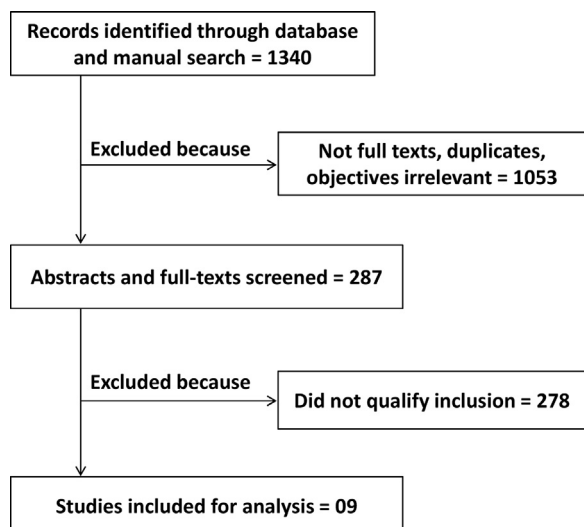 Records identified through database
and manual search = 1340
Excluded because
Not full texts, duplicates,
objectives irrelevant = 1053
Abstracts and full-texts screened = 287
Excluded because
Did not qualify inclusion = 278
Studies included for analysis = 09